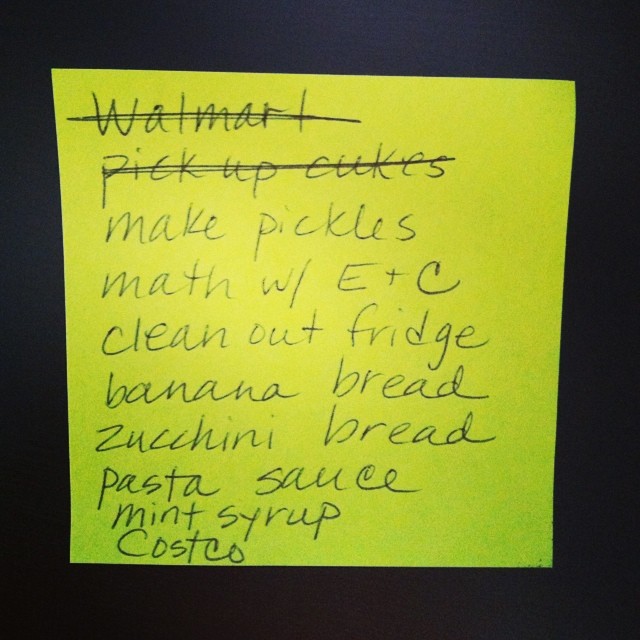 Walmart
pick up cukes
make pickles
math w/ E+C
clean out fridge
banana bread
zucchini bread
pasta sauce
mint syrup
Costco